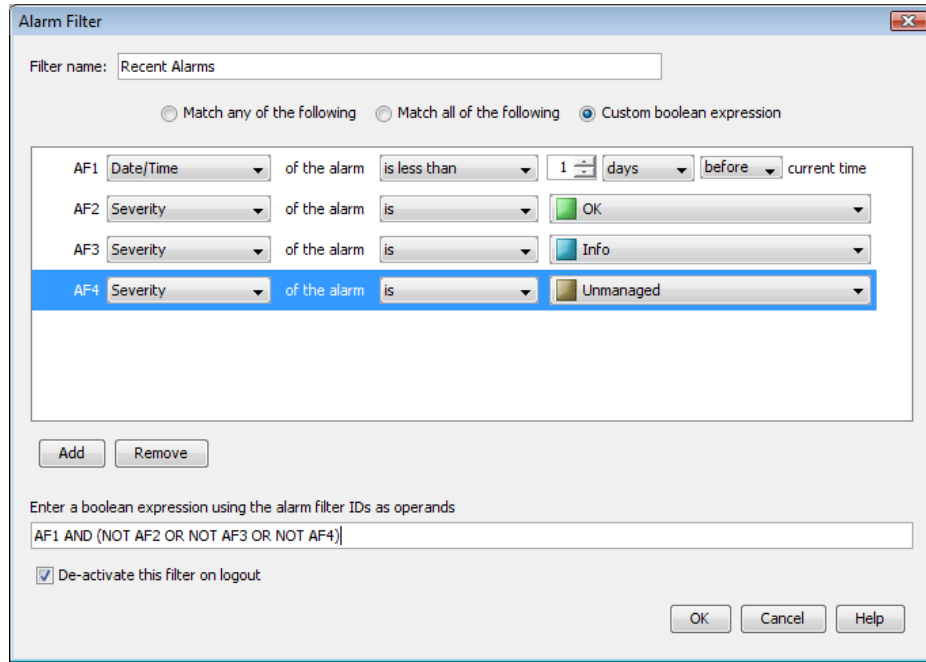 Alarm Filter
Filter name: Recent Alarms
Match any of the following Match all of the following Custom boolean expression
AF1 Date/Time of the alarm is less than 1 days before current time
AF2 Severity of the alarm is OK
AF3 Severity of the alarm is Info
AF4 Severity of the alarm is Unmanaged
Add Remove
Enter a boolean expression using the alarm filter IDs as operands
AF1 AND (NOT AF2 OR NOT AF3 OR NOT AF4)
De-activate this filter on logout
OK Cancel Help